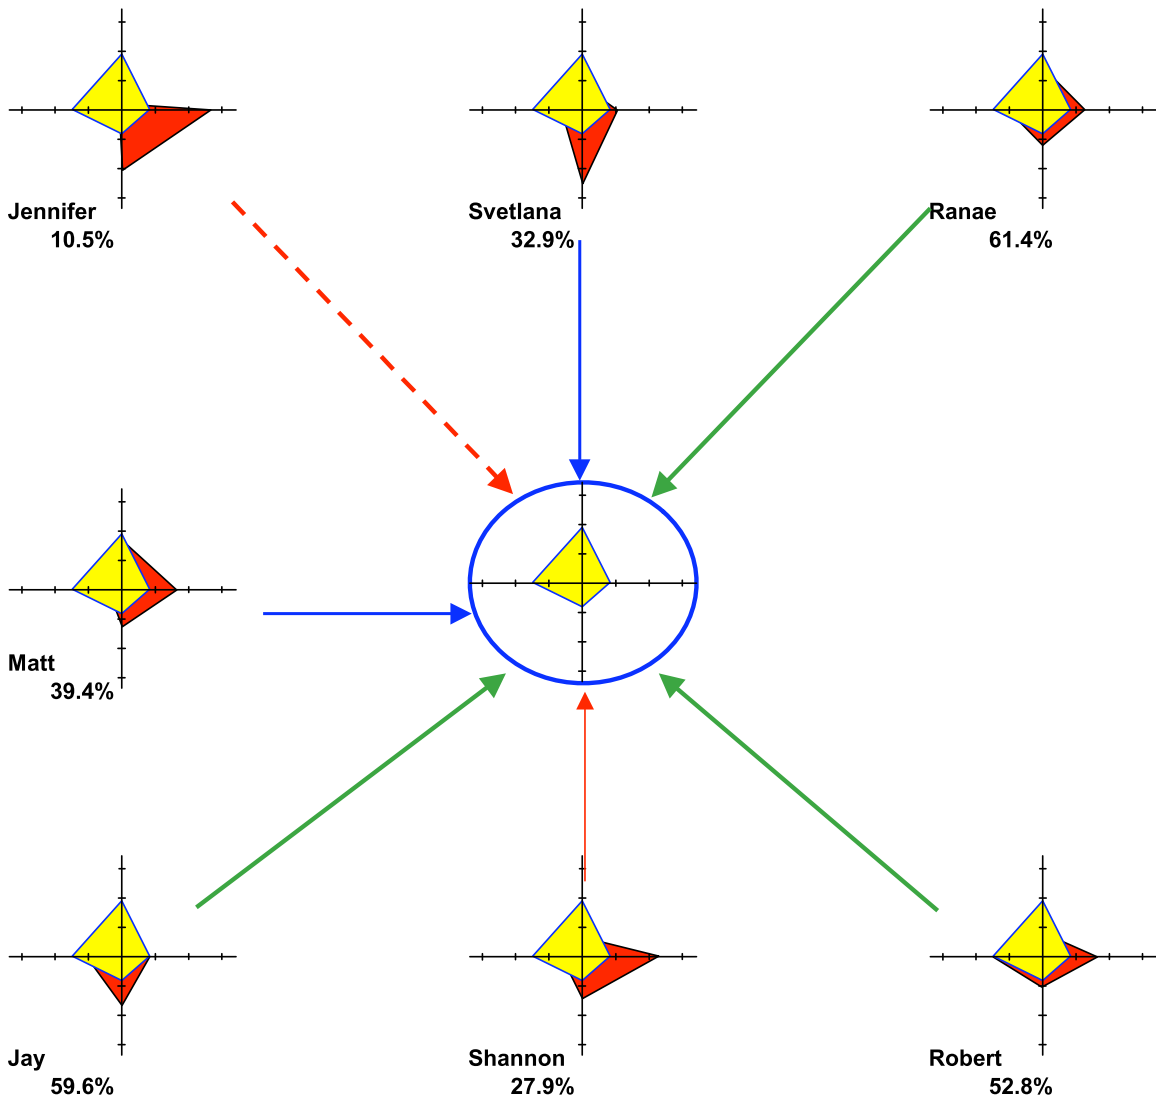 Jennifer
10.5%
Svetlana
32.9%
Ranae
61.4%
Matt
39.4%
Jay
59.6%
Shannon
27.9%
Robert
52.8%